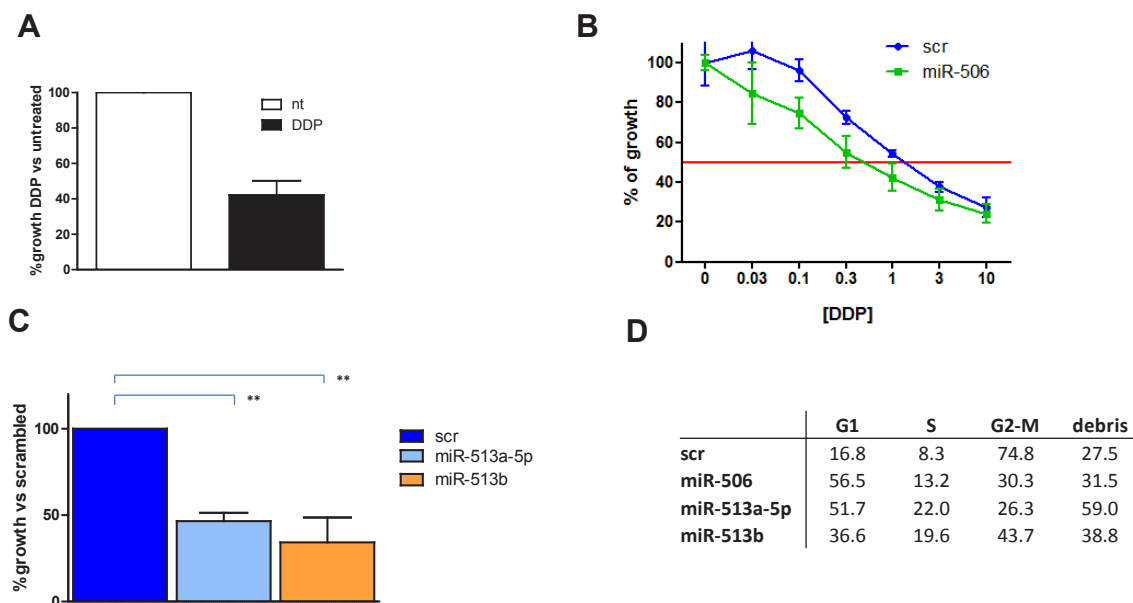 A
%growth DDP vs untreated
100
80
60
40
20
0
nt
DDP
B
% of growth
100
80
60
40
20
0
scr
miR-506
0 0.03 0.1 0.3 1 3 10
[DDP]
C
%growth vs scrambled
100
50
0
**
**
scr
miR-513a-5p
miR-513b
D
G1 S G2-M debris
scr 16.8 8.3 74.8 27.5
miR-506 56.5 13.2 30.3 31.5
miR-513a-5p 51.7 22.0 26.3 59.0
miR-513b 36.6 19.6 43.7 38.8